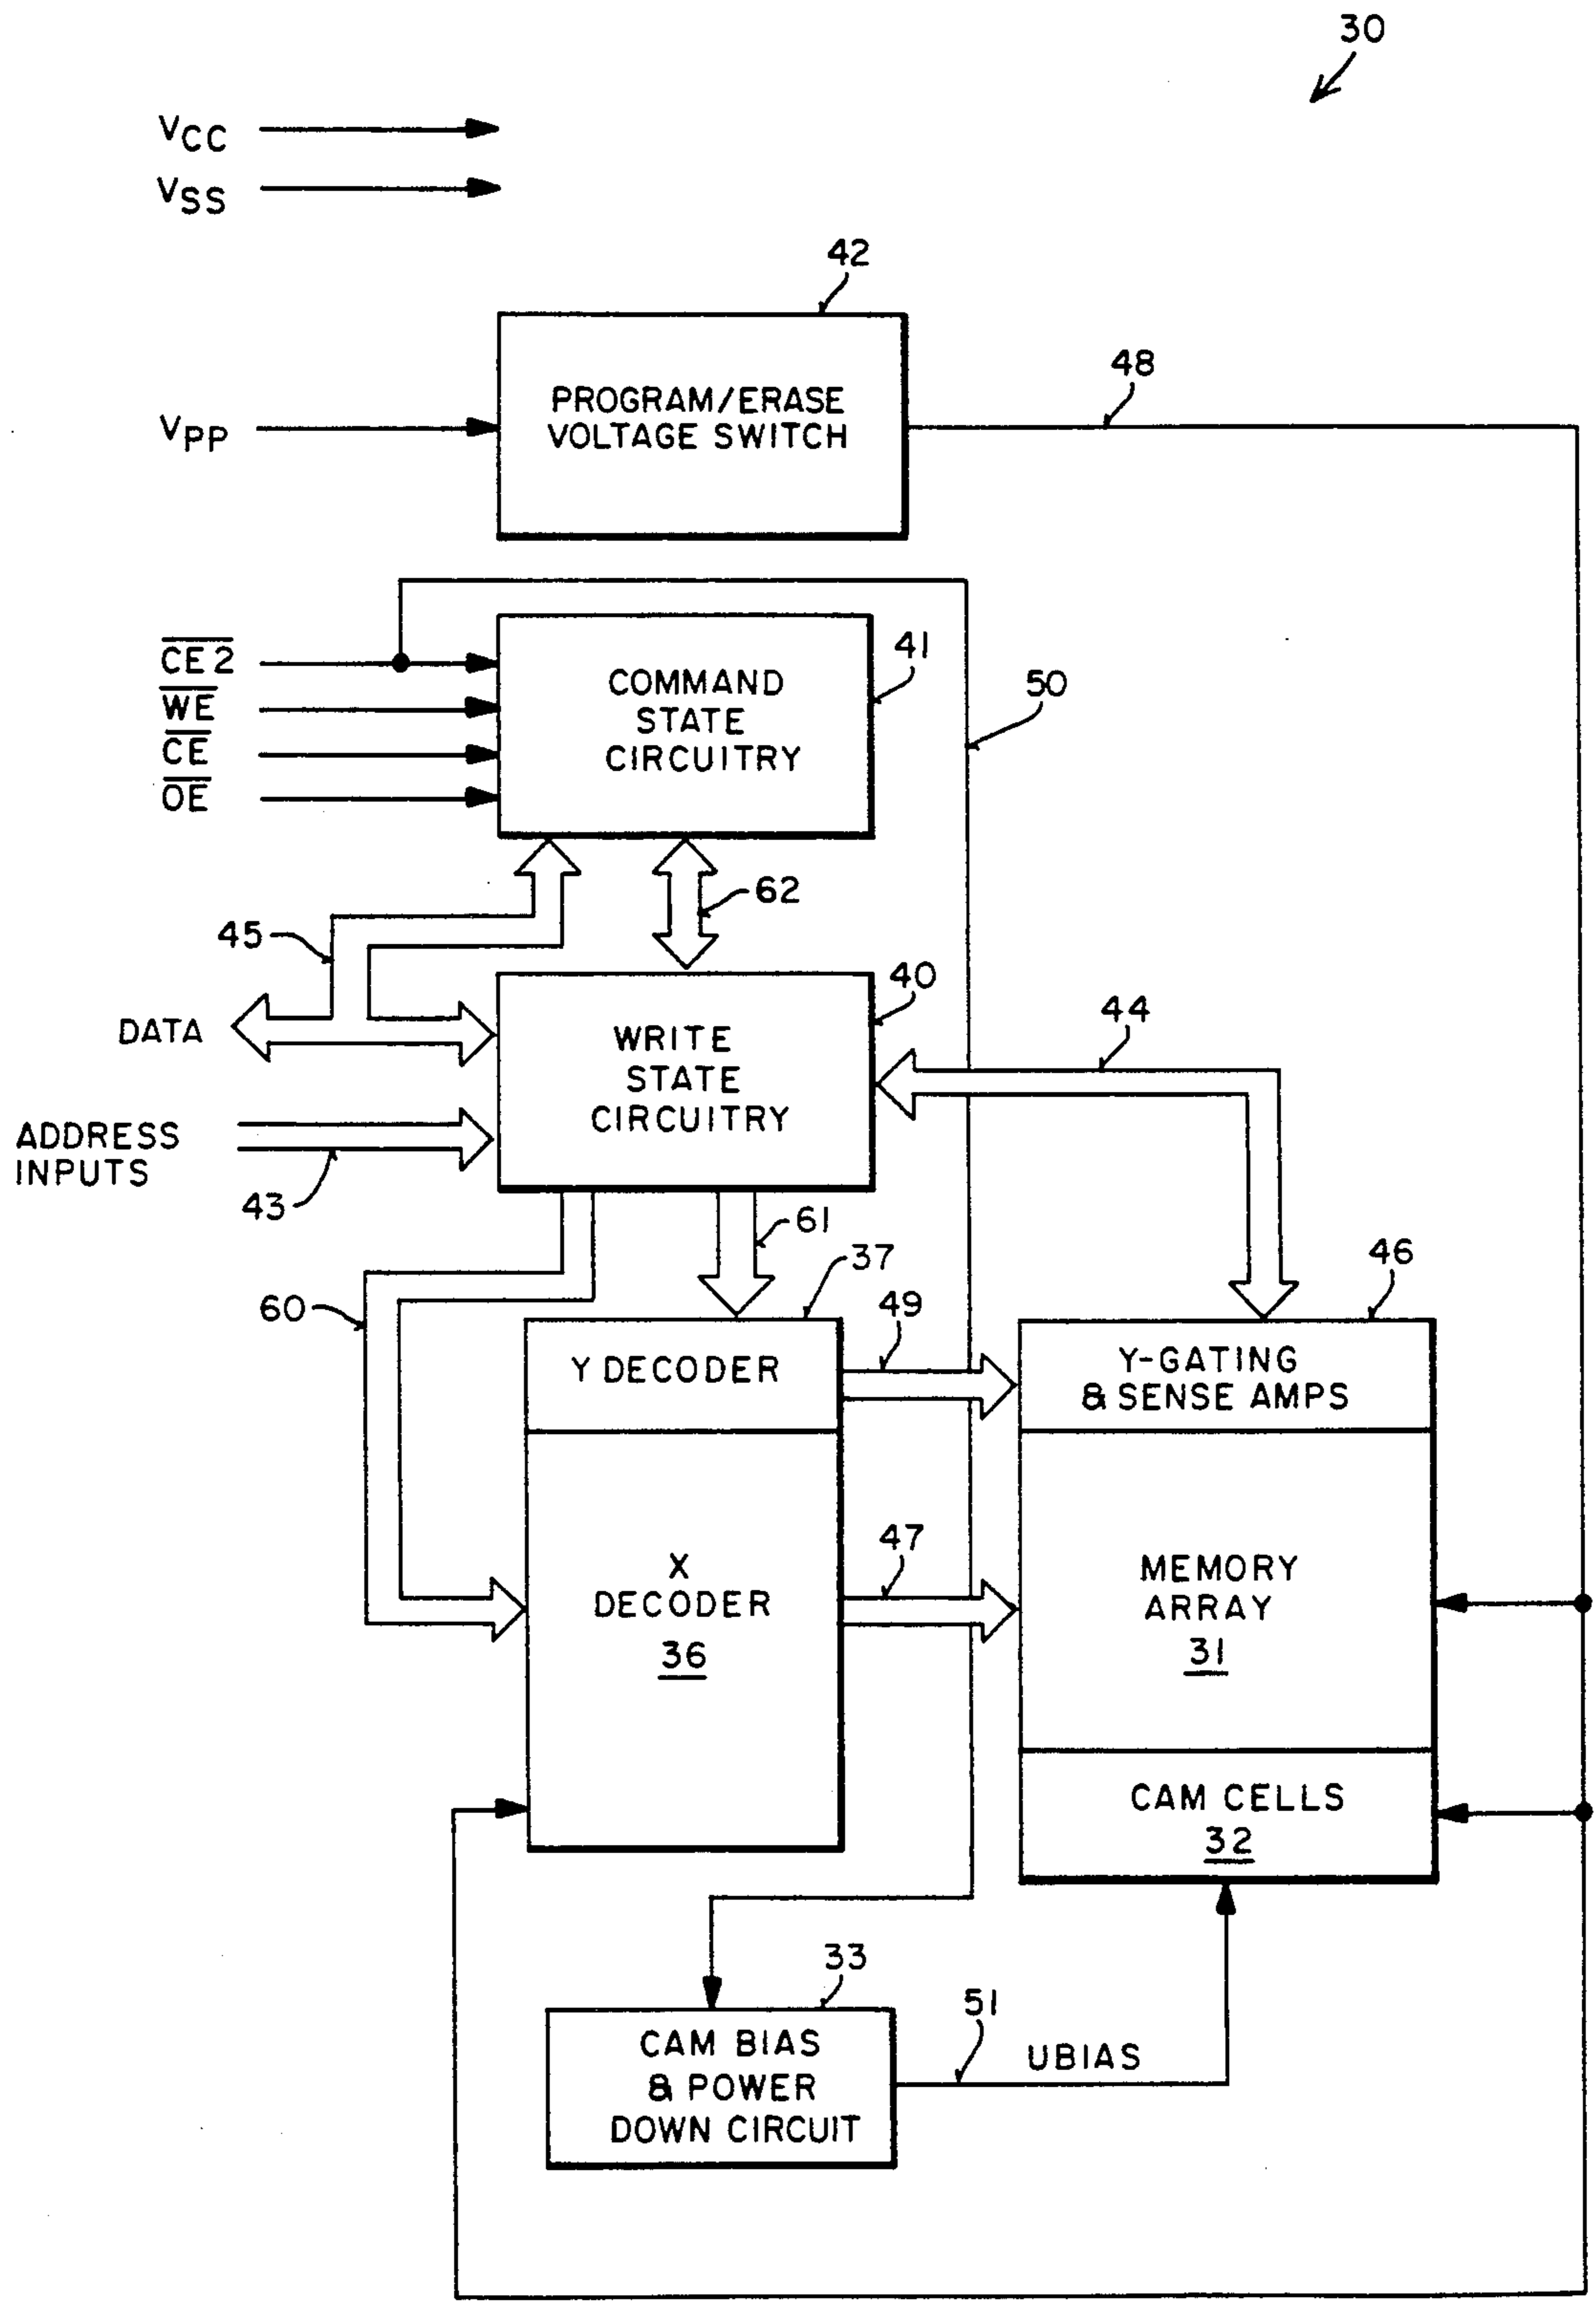 30
VCC
VSS
42
PROGRAM/ERASE
VOLTAGE SWITCH
48
VPP
CE2
WE
CE
OE
COMMAND
STATE
CIRCUITRY
41
50
62
45
DATA
WRITE
STATE
CIRCUITRY
40
44
ADDRESS
INPUTS
43
61
37
60
49
46
Y DECODER
Y-GATING
& SENSE AMPS
X
DECODER
36
47
MEMORY
ARRAY
31
CAM CELLS
32
33
CAM BIAS
& POWER
DOWN CIRCUIT
51
UBIAS